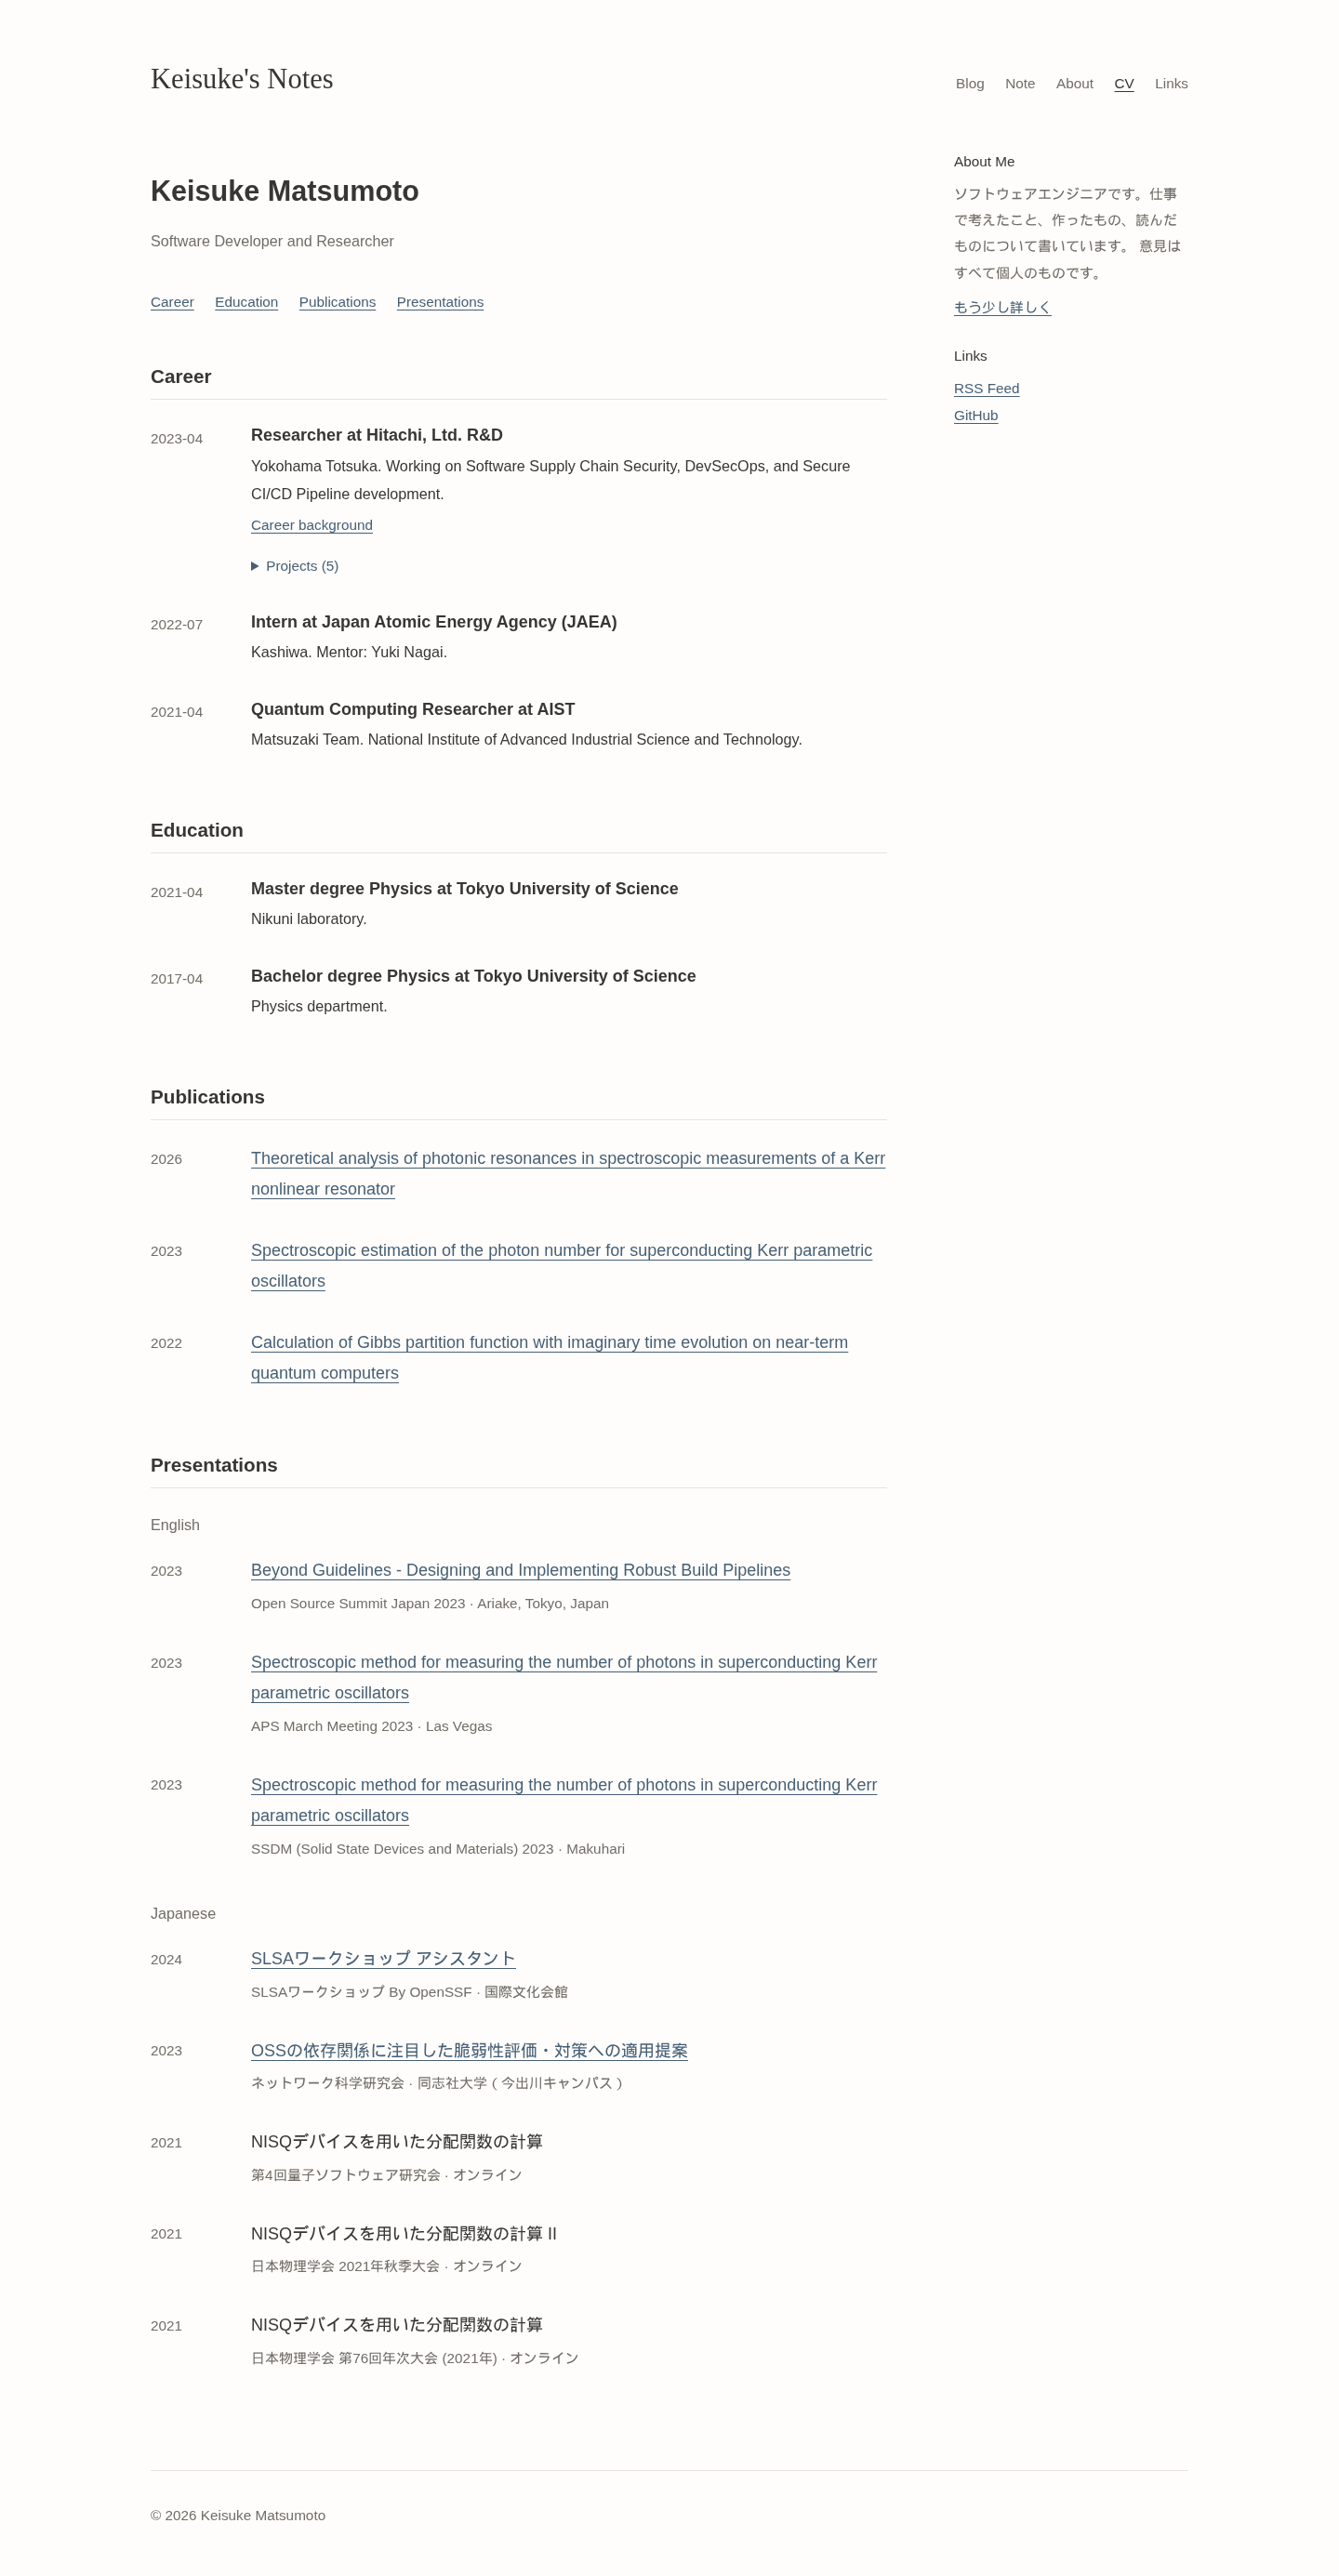 Keisuke's Notes
Blog Note About CV Links
Keisuke Matsumoto
Software Developer and Researcher
Career Education Publications Presentations
Career
2023-04 Researcher at Hitachi, Ltd. R&D
Yokohama Totsuka. Working on Software Supply Chain Security, DevSecOps, and Secure
CI/CD Pipeline development.
Career background
▶ Projects (5)
2022-07 Intern at Japan Atomic Energy Agency (JAEA)
Kashiwa. Mentor: Yuki Nagai.
2021-04 Quantum Computing Researcher at AIST
Matsuzaki Team. National Institute of Advanced Industrial Science and Technology.
Education
2021-04 Master degree Physics at Tokyo University of Science
Nikuni laboratory.
2017-04 Bachelor degree Physics at Tokyo University of Science
Physics department.
Publications
2026 Theoretical analysis of photonic resonances in spectroscopic measurements of a Kerr
nonlinear resonator
2023 Spectroscopic estimation of the photon number for superconducting Kerr parametric
oscillators
2022 Calculation of Gibbs partition function with imaginary time evolution on near-term
quantum computers
Presentations
English
2023 Beyond Guidelines - Designing and Implementing Robust Build Pipelines
Open Source Summit Japan 2023 · Ariake, Tokyo, Japan
2023 Spectroscopic method for measuring the number of photons in superconducting Kerr
parametric oscillators
APS March Meeting 2023 · Las Vegas
2023 Spectroscopic method for measuring the number of photons in superconducting Kerr
parametric oscillators
SSDM (Solid State Devices and Materials) 2023 · Makuhari
Japanese
2024 SLSAワークショップ アシスタント
SLSAワークショップ By OpenSSF · 国際文化会館
2023 OSSの依存関係に注目した脆弱性評価・対策への適用提案
ネットワーク科学研究会 · 同志社大学（今出川キャンパス）
2021 NISQデバイスを用いた分配関数の計算
第4回量子ソフトウェア研究会 · オンライン
2021 NISQデバイスを用いた分配関数の計算 II
日本物理学会 2021年秋季大会 · オンライン
2021 NISQデバイスを用いた分配関数の計算
日本物理学会 第76回年次大会 (2021年) · オンライン
About Me
ソフトウェアエンジニアです。仕事
で考えたこと、作ったもの、読んだ
ものについて書いています。 意見は
すべて個人のものです。
もう少し詳しく
Links
RSS Feed
GitHub
© 2026 Keisuke Matsumoto